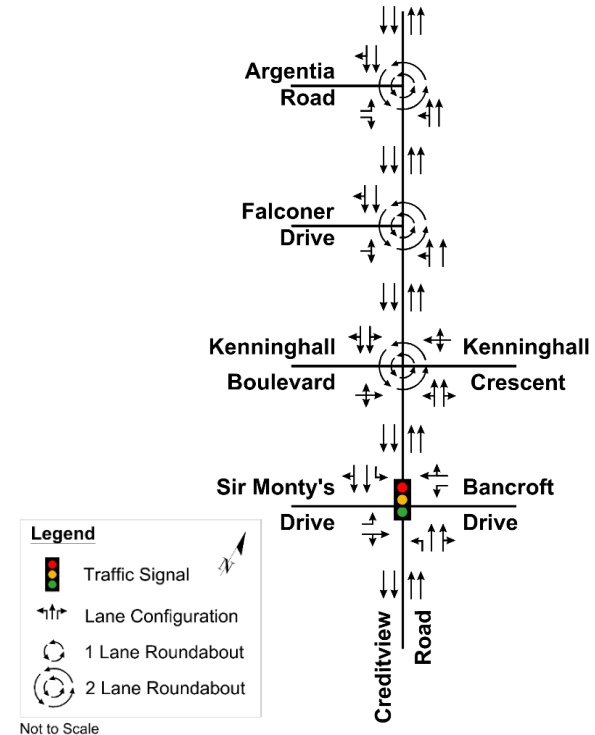 Argentia
Road
Falconer
Drive
Kenninghall
Boulevard
Kenninghall
Crescent
Sir Monty's
Drive
Bancroft
Drive
Legend
N
Traffic Signal
Lane Configuration
1 Lane Roundabout
2 Lane Roundabout
Not to Scale
Creditview
Road